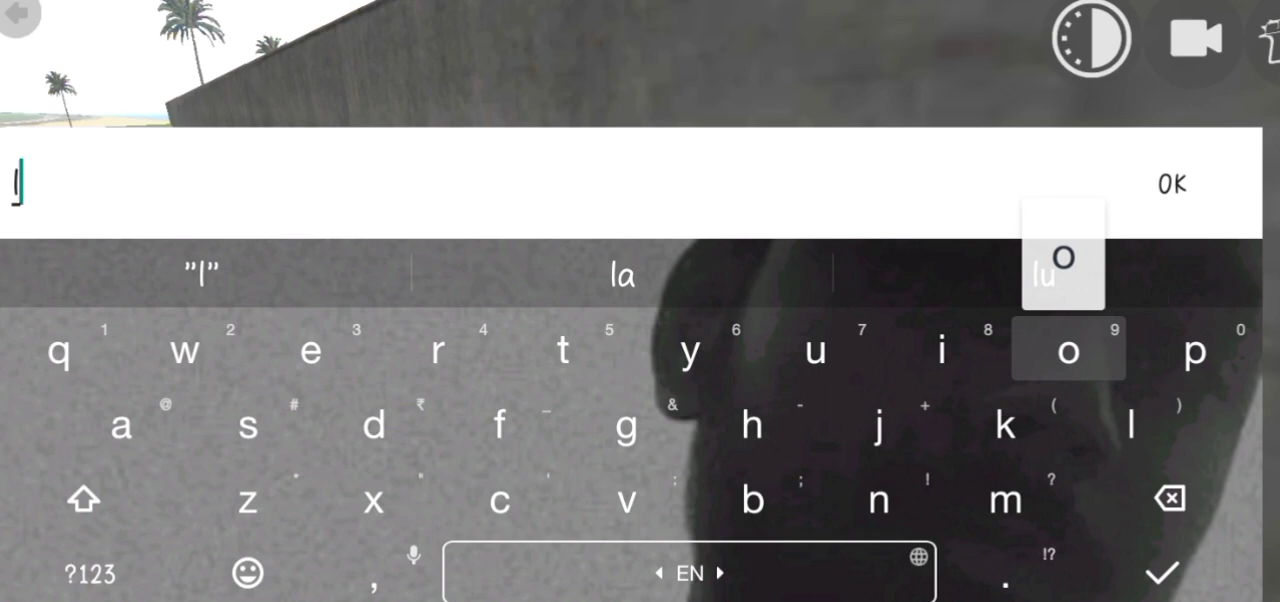 l
OK
"l" la lu
o
1 2 3 4 5 6 7 8 9 0
q w e r t y u i o p
@ # ₹ _ & - + ( )
a s d f g h j k l
* " ' : ; ! ?
z x c v b n m
!?
?123 , EN .